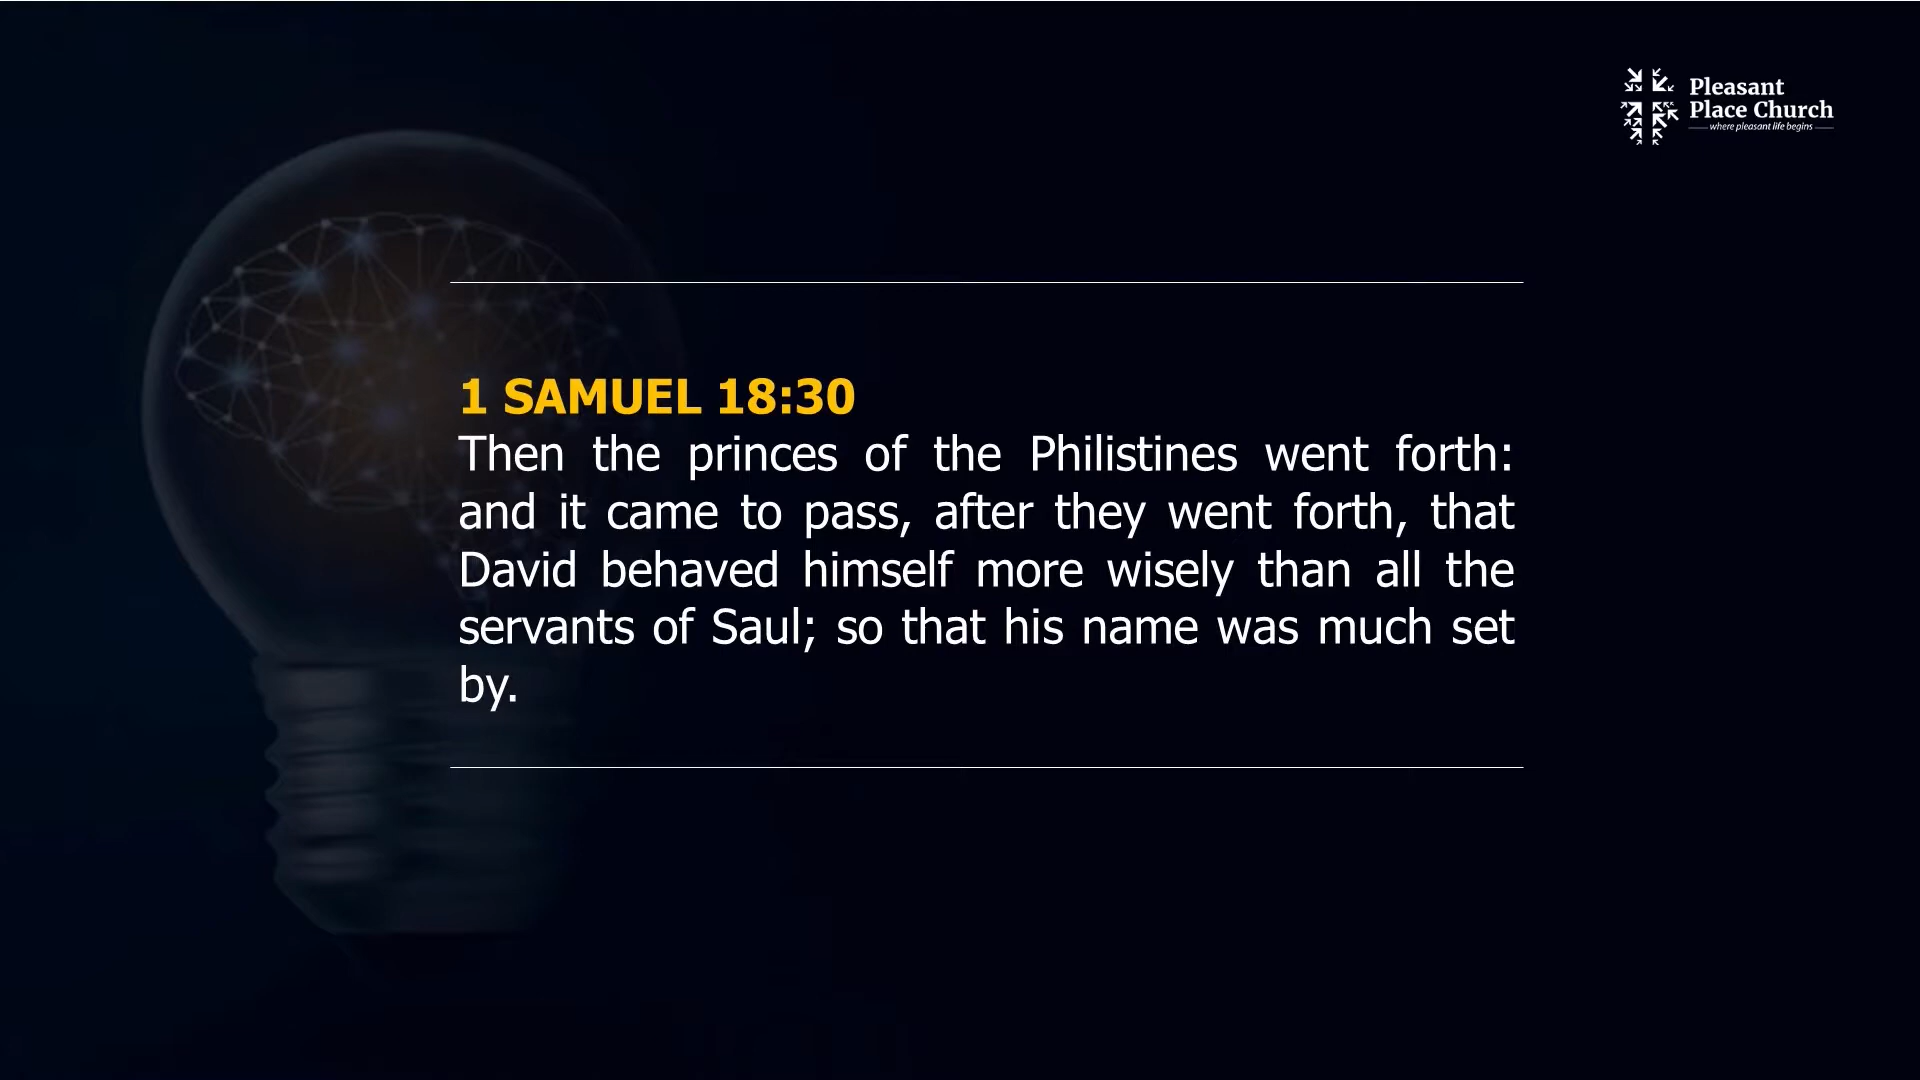 Pleasant
Place Church
where pleasant life begins
1 SAMUEL 18:30
Then the princes of the Philistines went forth:
and it came to pass, after they went forth, that
David behaved himself more wisely than all the
servants of Saul; so that his name was much set
by.